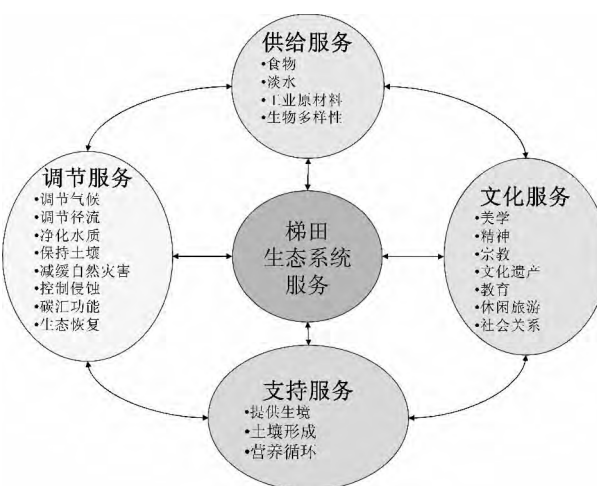 供给服务
•食物
•淡水
•工业原材料
•生物多样性
调节服务
•调节气候
•调节径流
•净化水质
•保持土壤
•减缓自然灾害
•控制侵蚀
•碳汇功能
•生态恢复
梯田
生态系统
服务
文化服务
•美学
•精神
•宗教
•文化遗产
•教育
•休闲旅游
•社会关系
支持服务
•提供生境
•土壤形成
•营养循环